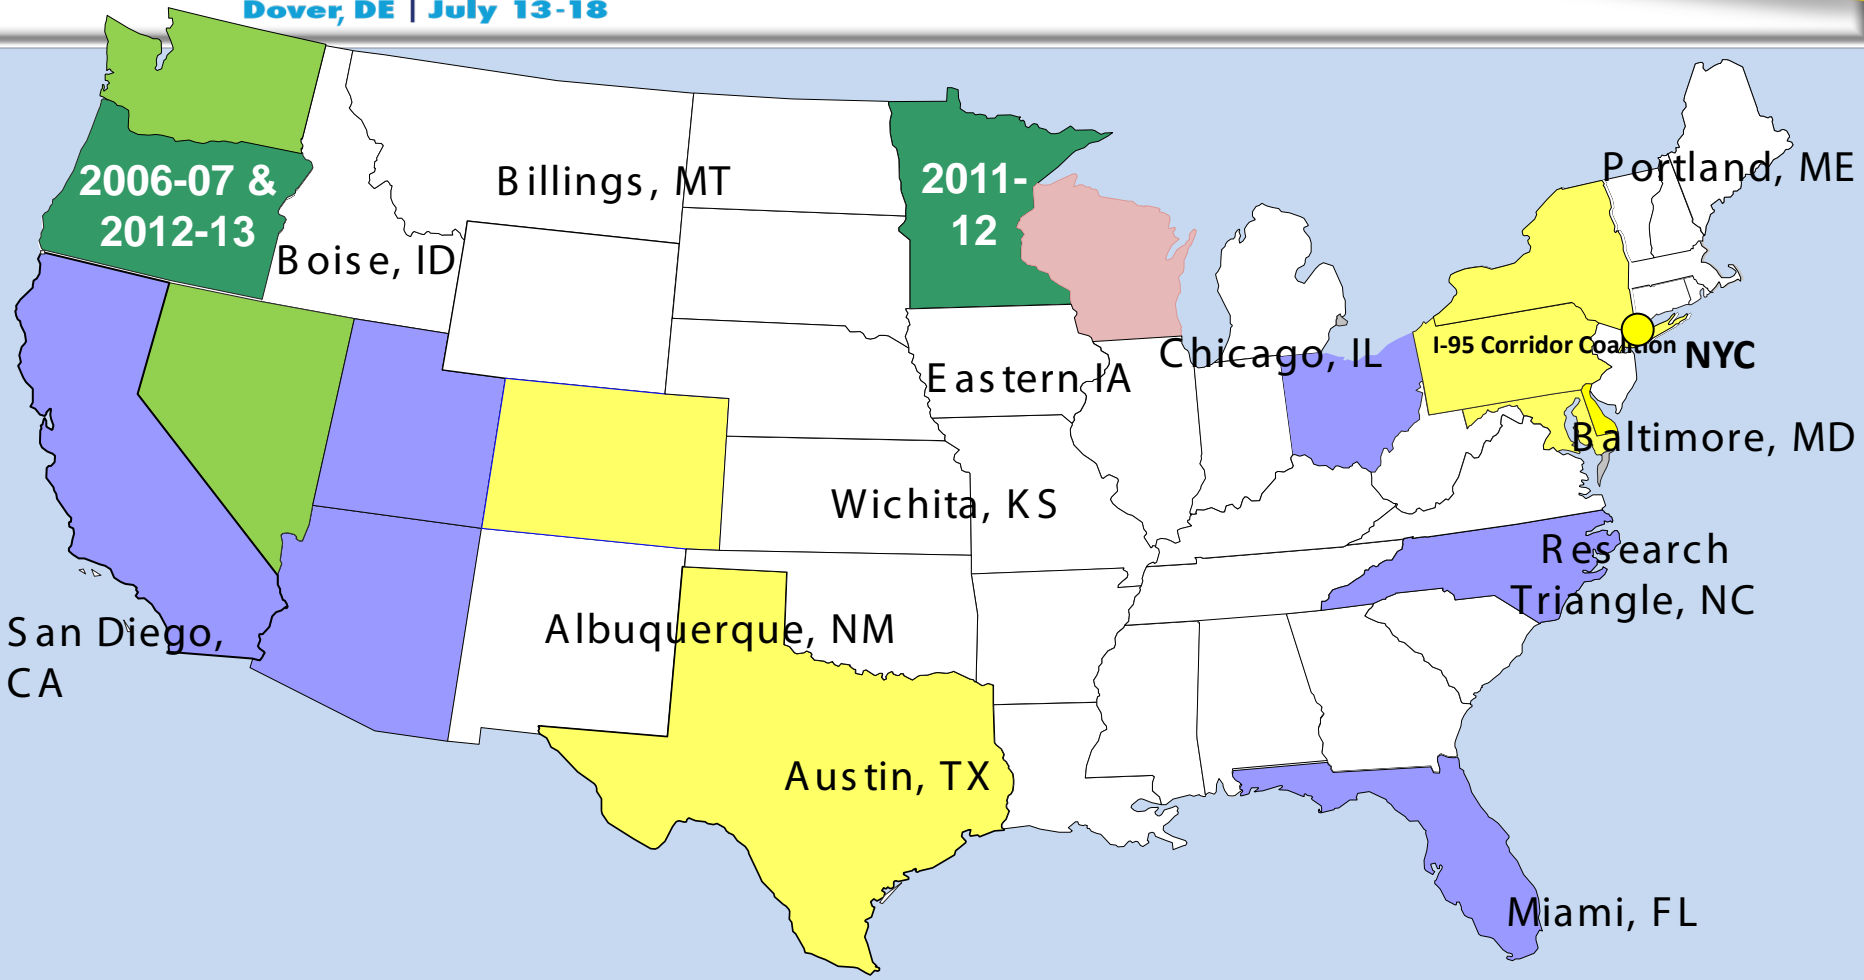 Dover, DE | July 13-18
Portland, ME
2006-07 &
2012-13
Billings, MT
2011-
12
Boise, ID
I-95 Corridor Coalition
NYC
Chicago, IL
Eastern IA
Baltimore, MD
Wichita, KS
Research
Triangle, NC
San Diego,
CA
Albuquerque, NM
Austin, TX
Miami, FL